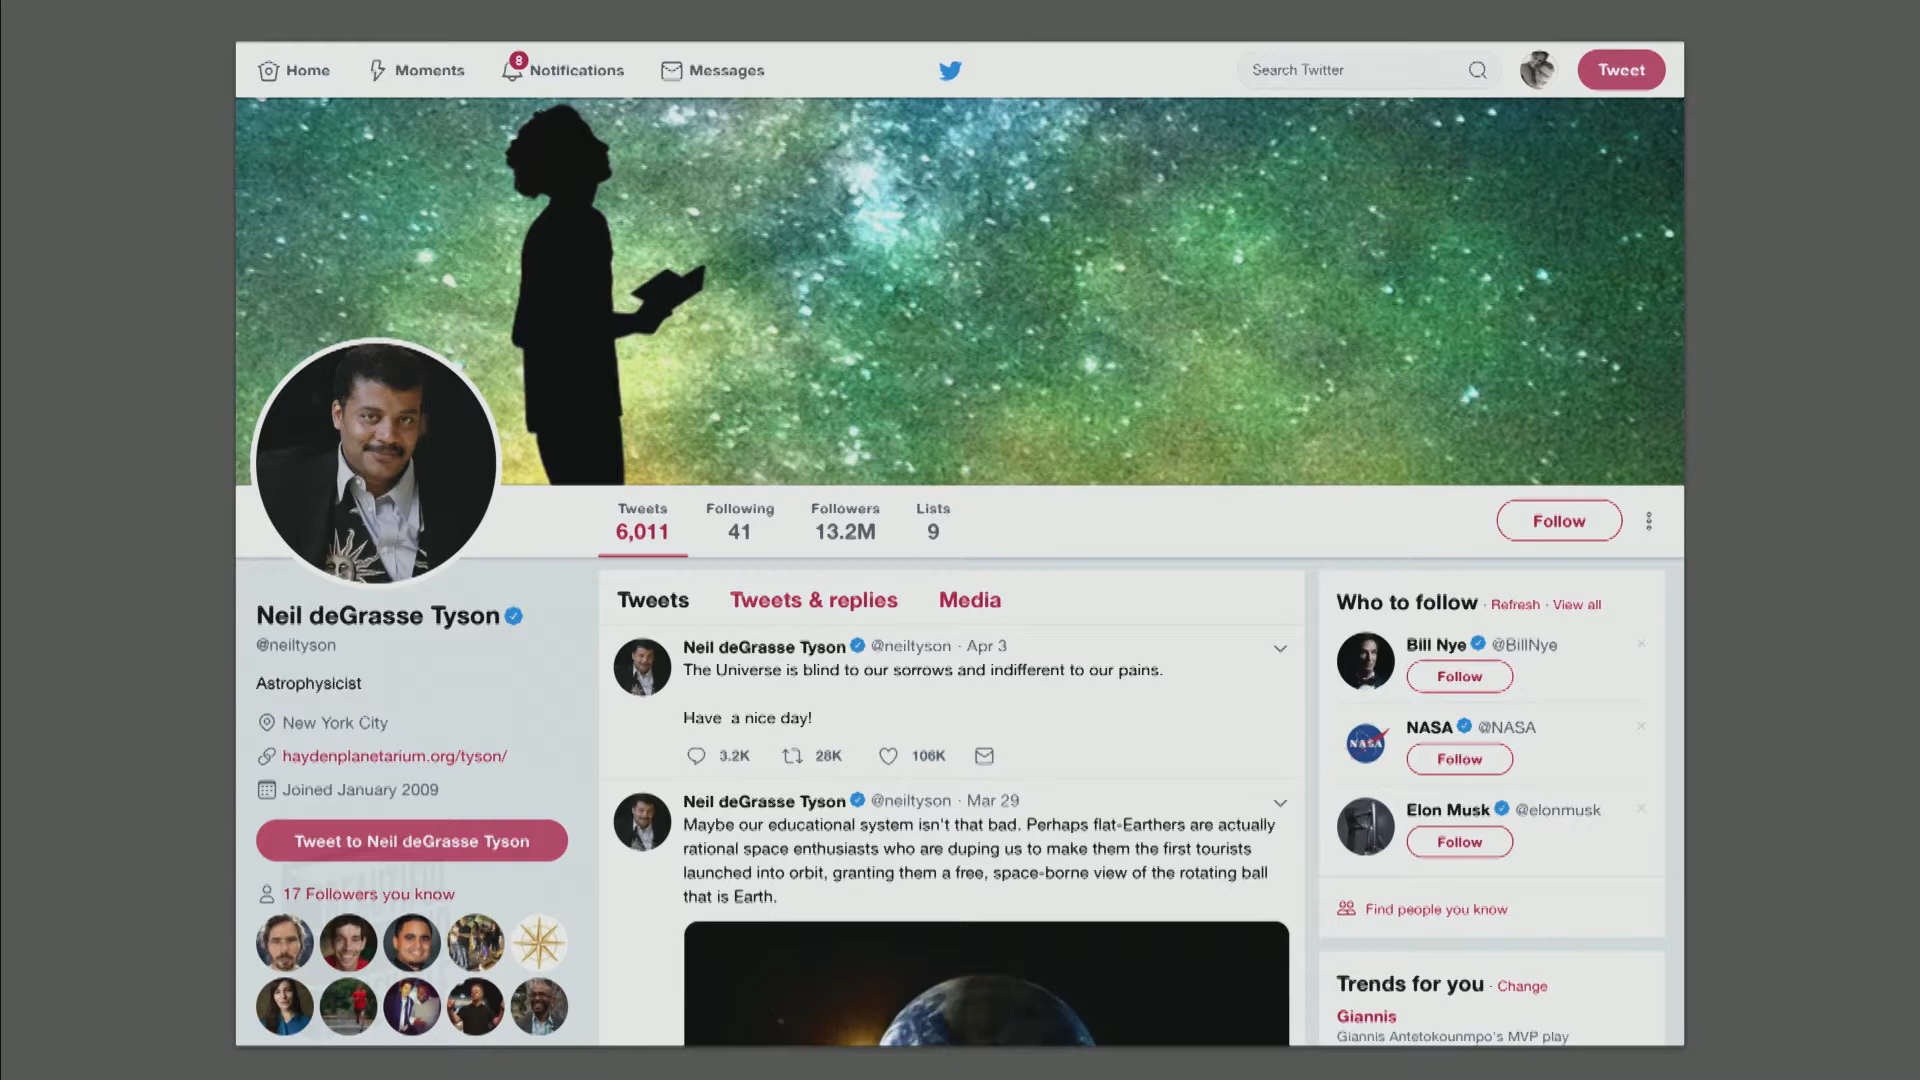 Home
Moments
8
Notifications
Messages
Search Twitter
Tweet
Tweets
6,011
Following
41
Followers
13.2M
Lists
9
Follow
Neil deGrasse Tyson
@neiltyson
Astrophysicist
New York City
haydenplanetarium.org/tyson/
Joined January 2009
Tweet to Neil deGrasse Tyson
17 Followers you know
Tweets
Tweets & replies
Media
Neil deGrasse Tyson @neiltyson · Apr 3
The Universe is blind to our sorrows and indifferent to our pains.
Have a nice day!
3.2K
28K
106K
Neil deGrasse Tyson @neiltyson · Mar 29
Maybe our educational system isn't that bad. Perhaps flat-Earthers are actually
rational space enthusiasts who are duping us to make them the first tourists
launched into orbit, granting them a free, space-borne view of the rotating ball
that is Earth.
Who to follow · Refresh · View all
Bill Nye @BillNye
Follow
NASA
NASA @NASA
Follow
Elon Musk @elonmusk
Follow
Find people you know
Trends for you · Change
Giannis
Giannis Antetokounmpo's MVP play